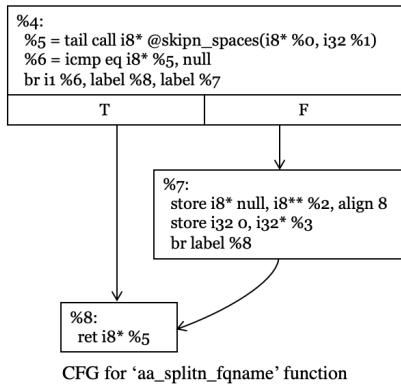 %4:
%5 = tail call i8* @skipn_spaces(i8* %0, i32 %1)
%6 = icmp eq i8* %5, null
br i1 %6, label %8, label %7
T F
%7:
store i8* null, i8** %2, align 8
store i32 0, i32* %3
br label %8
%8:
ret i8* %5
CFG for ‘aa_splitn_fqname’ function